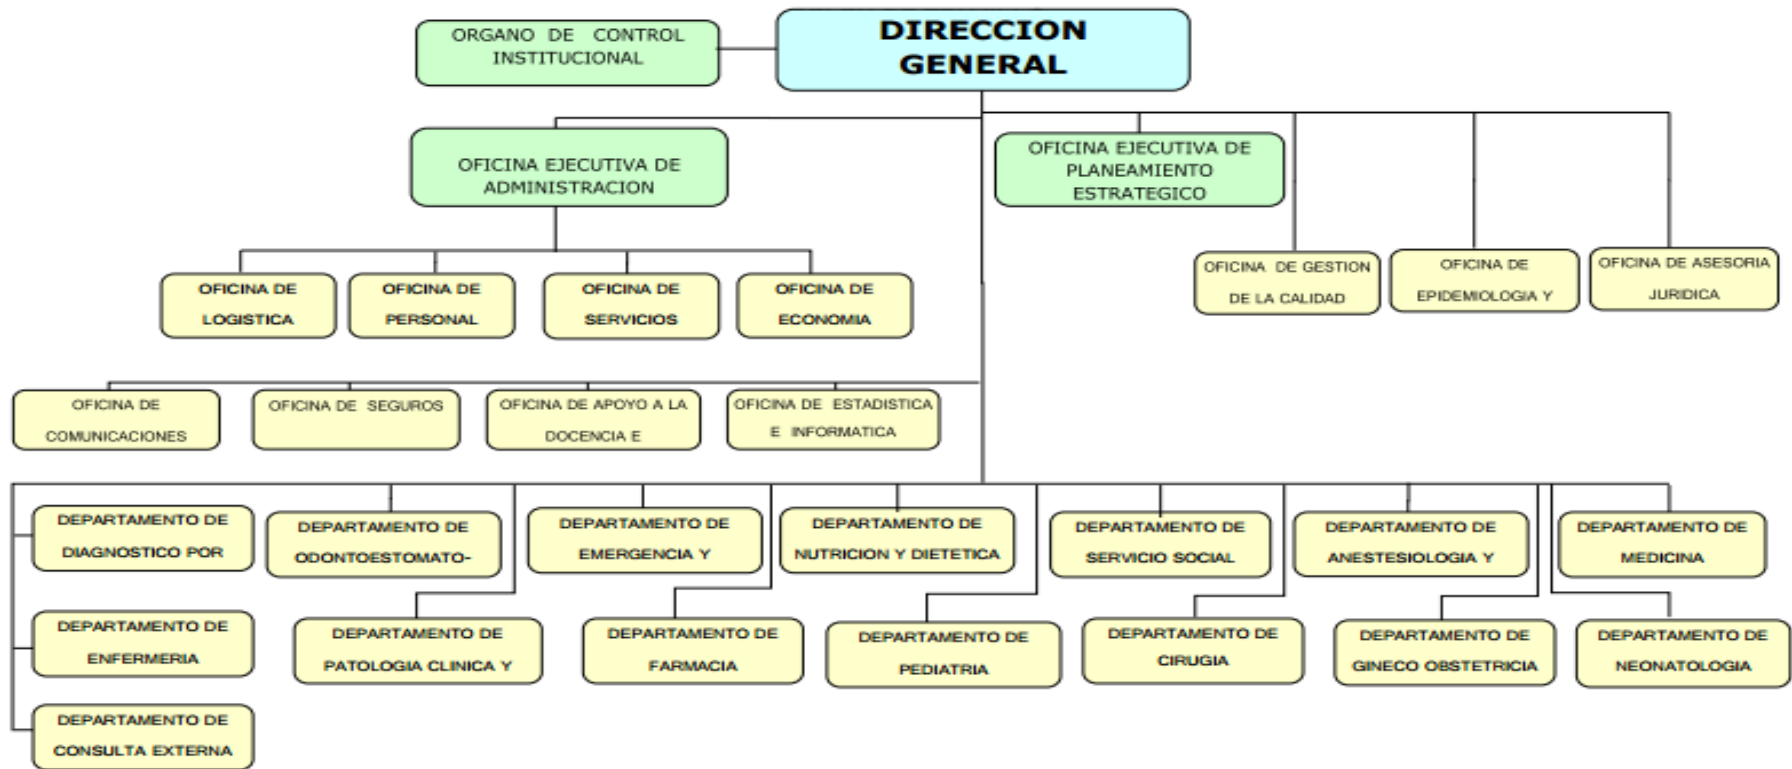 ORGANO DE CONTROL
INSTITUCIONAL
DIRECCION
GENERAL
OFICINA EJECUTIVA DE
ADMINISTRACION
OFICINA EJECUTIVA DE
PLANEAMIENTO
ESTRATEGICO
OFICINA DE
LOGISTICA
OFICINA DE
PERSONAL
OFICINA DE
SERVICIOS
OFICINA DE
ECONOMIA
OFICINA DE GESTION
DE LA CALIDAD
OFICINA DE
EPIDEMIOLOGIA Y
OFICINA DE ASESORIA
JURIDICA
OFICINA DE
COMUNICACIONES
OFICINA DE SEGUROS
OFICINA DE APOYO A LA
DOCENCIA E
OFICINA DE ESTADISTICA
E INFORMATICA
DEPARTAMENTO DE
DIAGNOSTICO POR
DEPARTAMENTO DE
ODONTOESTOMATO-
DEPARTAMENTO DE
EMERGENCIA Y
DEPARTAMENTO DE
NUTRICION Y DIETETICA
DEPARTAMENTO DE
SERVICIO SOCIAL
DEPARTAMENTO DE
ANESTESIOLOGIA Y
DEPARTAMENTO DE
MEDICINA
DEPARTAMENTO DE
ENFERMERIA
DEPARTAMENTO DE
PATOLOGIA CLINICA Y
DEPARTAMENTO DE
FARMACIA
DEPARTAMENTO DE
PEDIATRIA
DEPARTAMENTO DE
CIRUGIA
DEPARTAMENTO DE
GINECO OBSTETRICIA
DEPARTAMENTO DE
NEONATOLOGIA
DEPARTAMENTO DE
CONSULTA EXTERNA